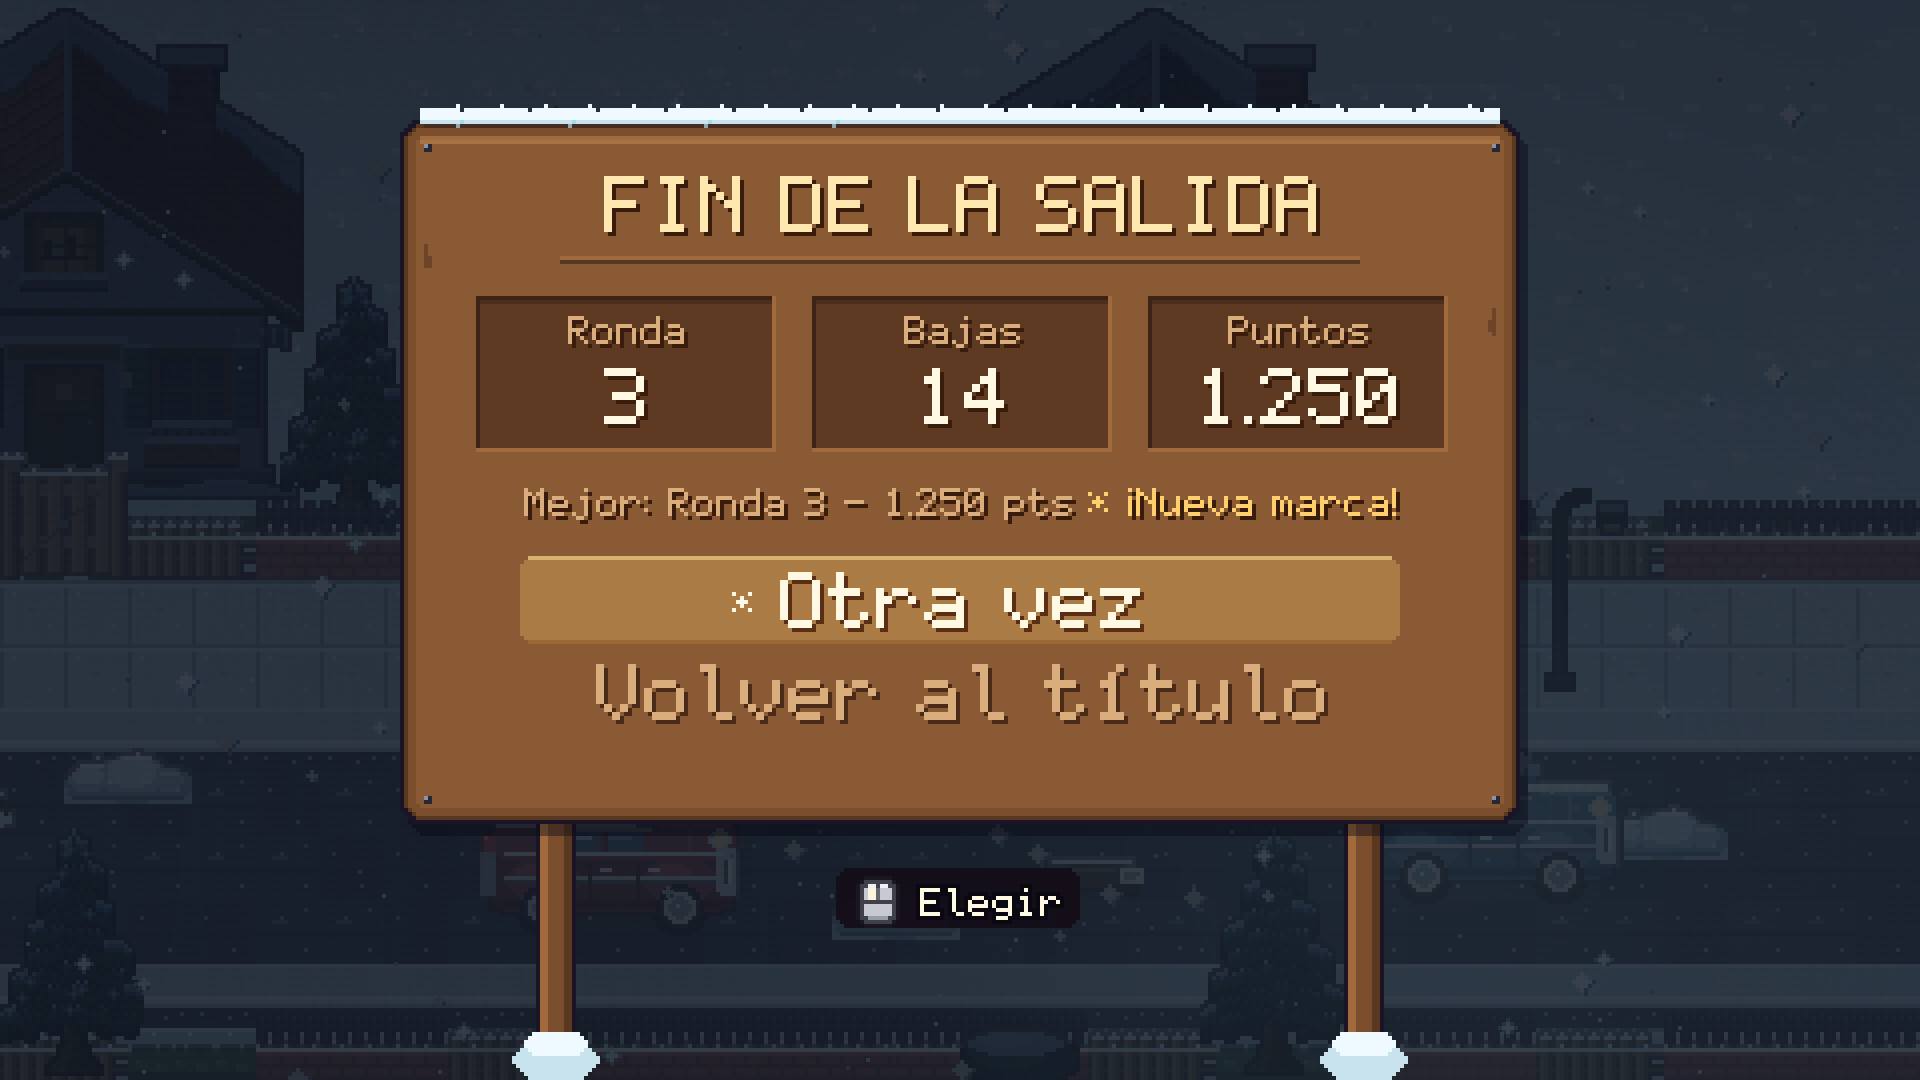 FIN DE LA SALIDA
Ronda
3
Bajas
14
Puntos
1.250
Mejor: Ronda 3 - 1.250 pts * ¡Nueva marca!
* Otra vez
Volver al título
Elegir